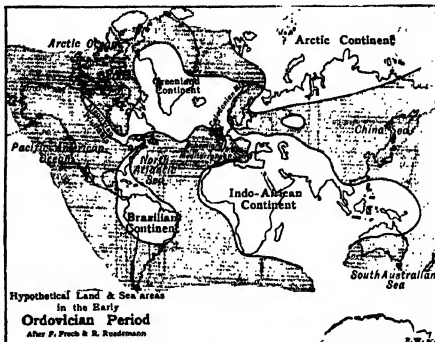 Arctic Ocean
Arctic Continent
Greenland
Continent
China Sea
Pacific American
Ocean
North
Atlantic
Sea
Indo-African
Continent
Brazilian
Continent
South Australian
Sea
Hypothetical Land & Sea areas
in the Early
Ordovician Period
After F. Frech & R. Ruedemann